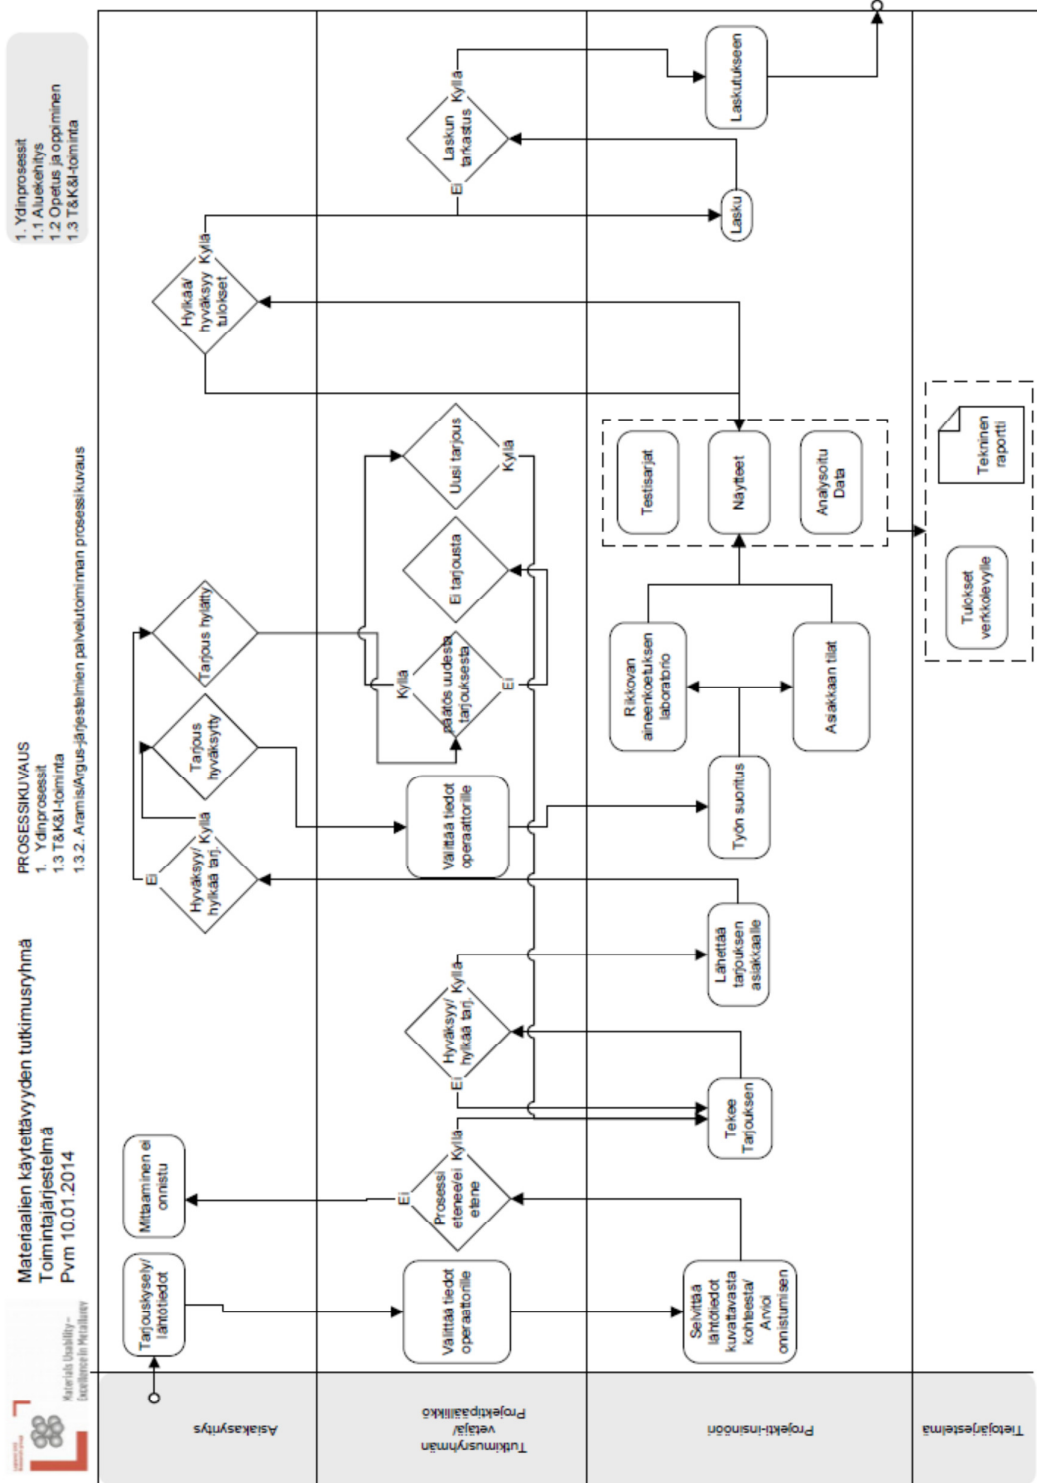 Materials Usability –
Excellence in Metallurgy
Materiaalien käytettävyyden tutkimusryhmä
Toimintajärjestelmä
Pvm 10.01.2014
PROSESSIKUVAUS
1. Ydinprosessit
1.3 T&K&I-toiminta
1.3.2. Aramis/Argus-järjestelmien palvelutoiminnan prosessikuvaus
1. Ydinprosessit
1.1 Aluekehitys
1.2 Opetus ja oppiminen
1.3 T&K&I-toiminta
Asiakasyritys
Tarjouskysely/
lähtötiedot
Mittaaminen ei
onnistu
Ei
Hyväksyy/
hylkää tarj.
Kyllä
Tarjous
hyväksytty
Tarjous hylätty
Hylkää/
hyväksyy
tulokset
Kyllä
Tutkimusryhmän
vetäjä/
Projektipäällikkö
Välittää tiedot
operaattorille
Ei
Prosessi
etenee/ei
etene
Kyllä
Ei
Hyväksyy/
hylkää tarj.
Kyllä
Välittää tiedot
operaattorille
Kyllä
päätös uudesta
tarjouksesta
Ei
Ei tarjousta
Uusi tarjous
Kyllä
Ei
Laskun
tarkastus
Kyllä
Projekti-insinööri
Selvittää
lähtötiedot
kuvattavasta
kohteesta/
Arvioi
onnistumisen
Tekee
Tarjouksen
Lähettää
tarjouksen
asiakkaalle
Työn suoritus
Rikkovan
aineenkoetuksen
laboratorio
Asiakkaan tilat
Testisarjat
Näytteet
Analysoitu
Data
Lasku
Laskutukseen
Tietojärjestelmä
Tulokset
verkkolevylle
Tekninen
raportti